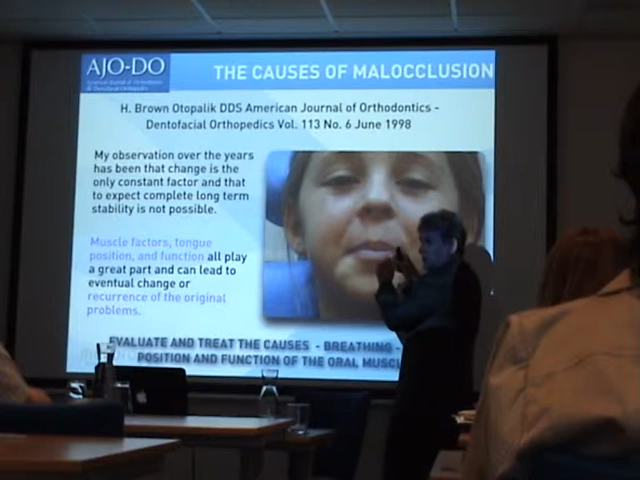 AJO-DO
American Journal of Orthodontics
& Dentofacial Orthopedics
THE CAUSES OF MALOCCLUSION
H. Brown Otopalik DDS American Journal of Orthodontics -
Dentofacial Orthopedics Vol. 113 No. 6 June 1998
My observation over the years
has been that change is the
only constant factor and that
to expect complete long term
stability is not possible.
Muscle factors, tongue
position, and function all play
a great part and can lead to
eventual change or
recurrence of the original
problems.
EVALUATE AND TREAT THE CAUSES - BREATHING
POSITION AND FUNCTION OF THE ORAL